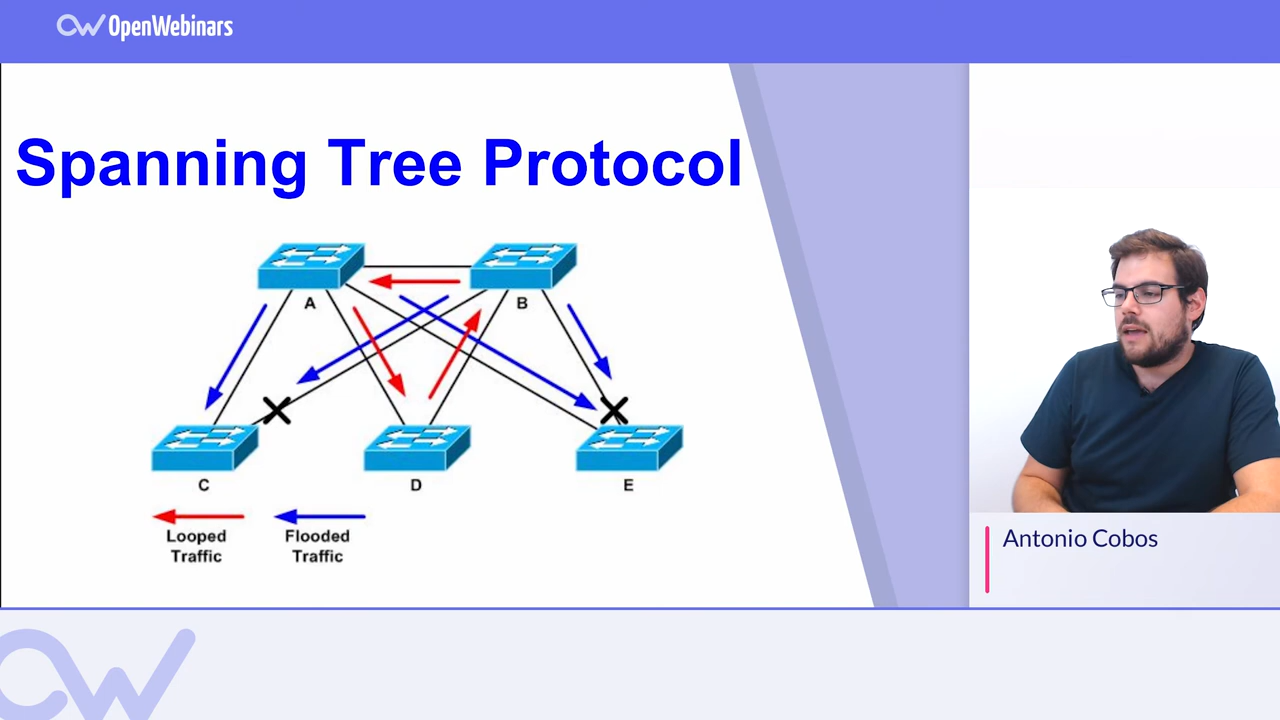 OpenWebinars
Spanning Tree Protocol
A
B
C
D
E
Looped
Traffic
Flooded
Traffic
Antonio Cobos